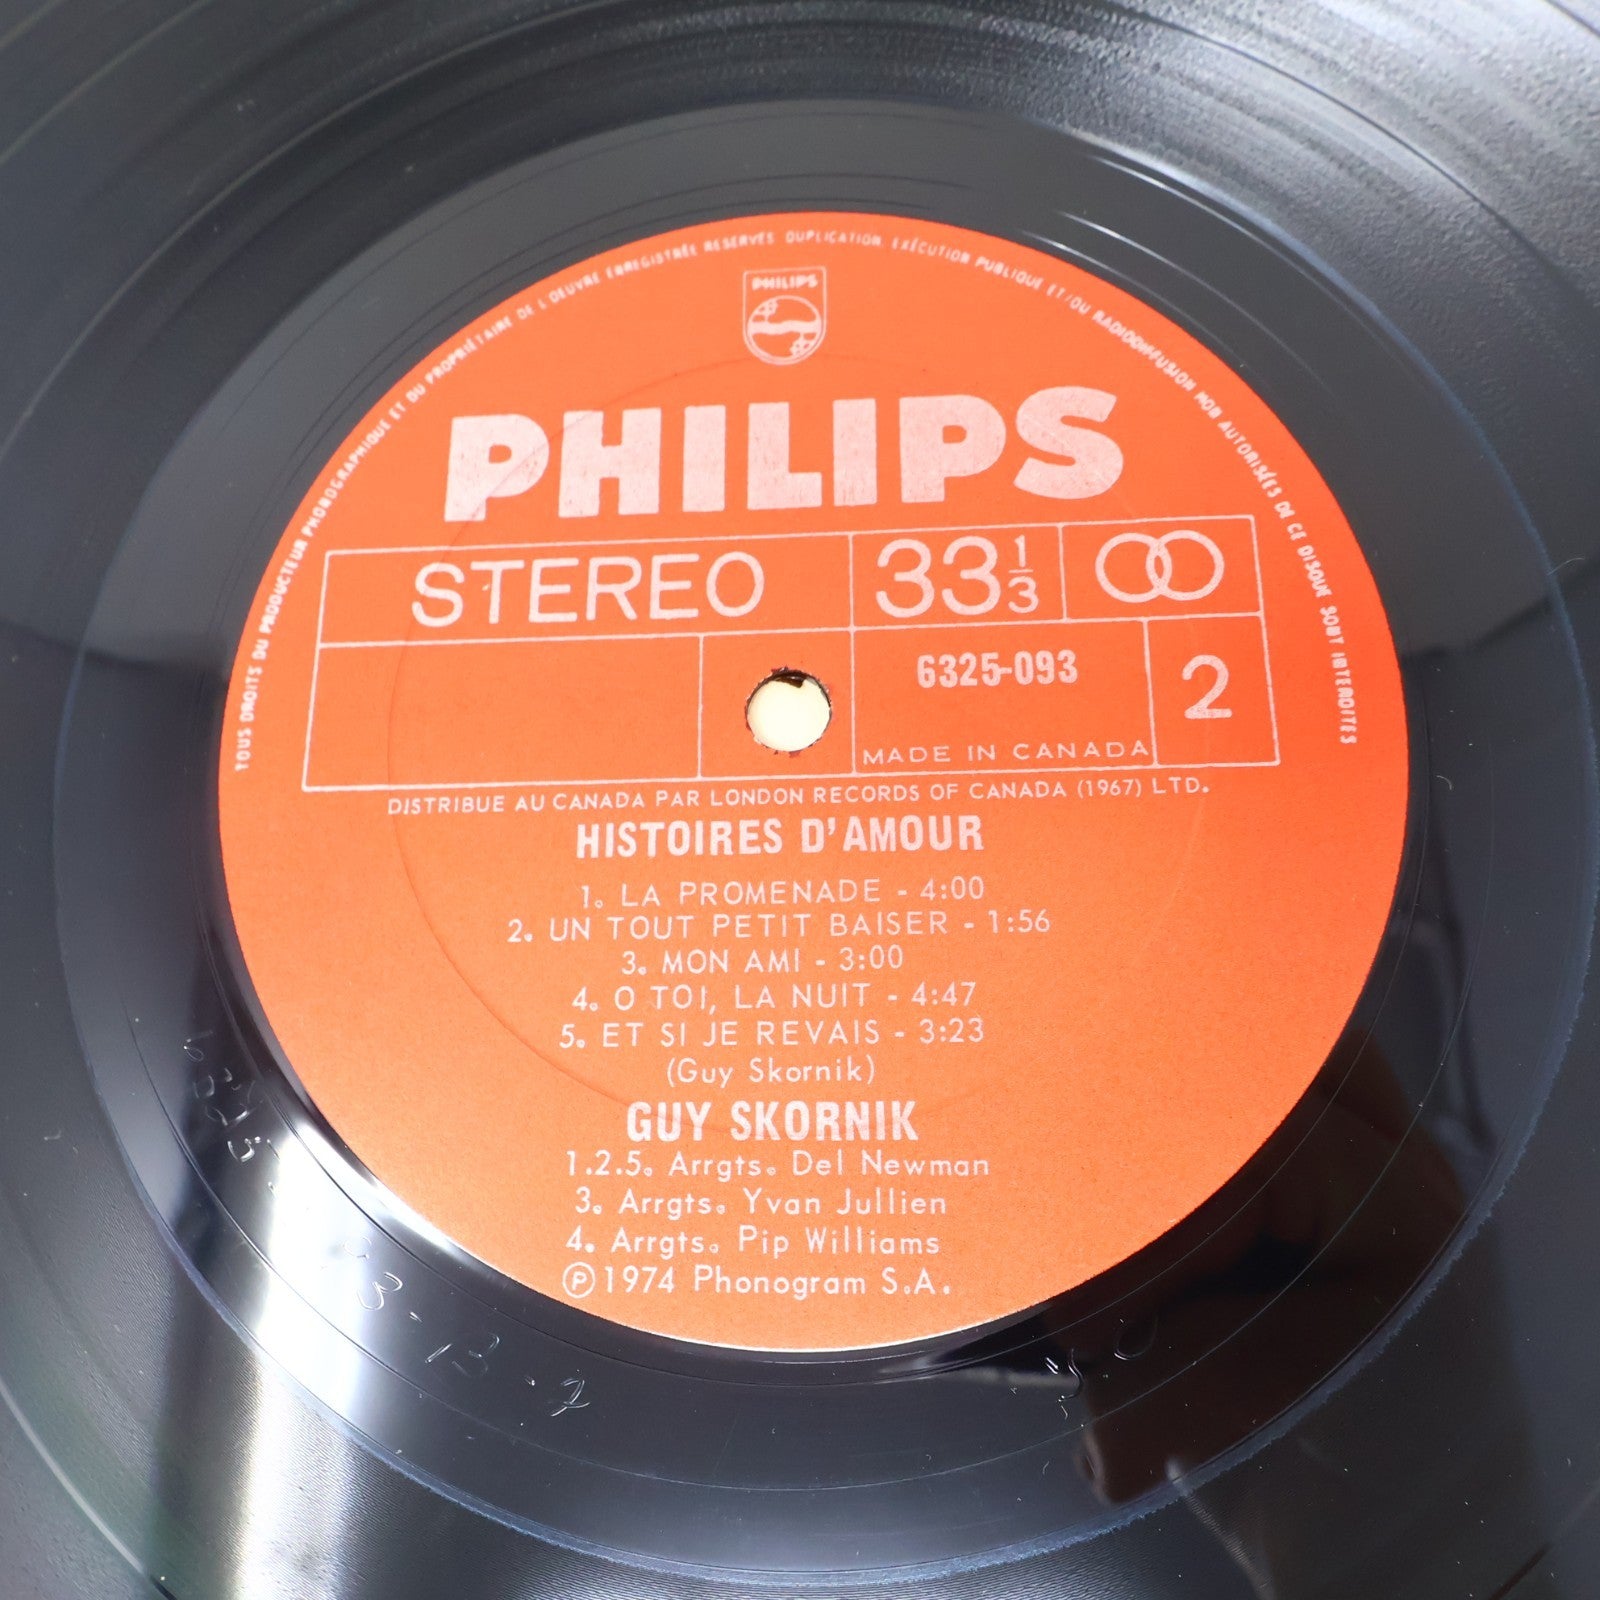 TOUS DROITS DU PRODUCTEUR PHONOGRAPHIQUE ET DU PROPRIÉTAIRE DE L'OEUVRE ENREGISTRÉE RESERVÉS DUPLICATION EXÉCUTION PUBLIQUE ET/OU RADIODIFFUSION NON AUTORISÉES DE CE DISQUE SONT INTERDITES
PHILIPS
PHILIPS
STEREO 33 1/3
6325-093 2
MADE IN CANADA
DISTRIBUE AU CANADA PAR LONDON RECORDS OF CANADA (1967) LTD.
HISTOIRES D'AMOUR
1. LA PROMENADE - 4:00
2. UN TOUT PETIT BAISER - 1:56
3. MON AMI - 3:00
4. O TOI, LA NUIT - 4:47
5. ET SI JE REVAIS - 3:23
(Guy Skornik)
GUY SKORNIK
1.2.5. Arrgts. Del Newman
3. Arrgts. Yvan Jullien
4. Arrgts. Pip Williams
Ⓟ1974 Phonogram S.A.